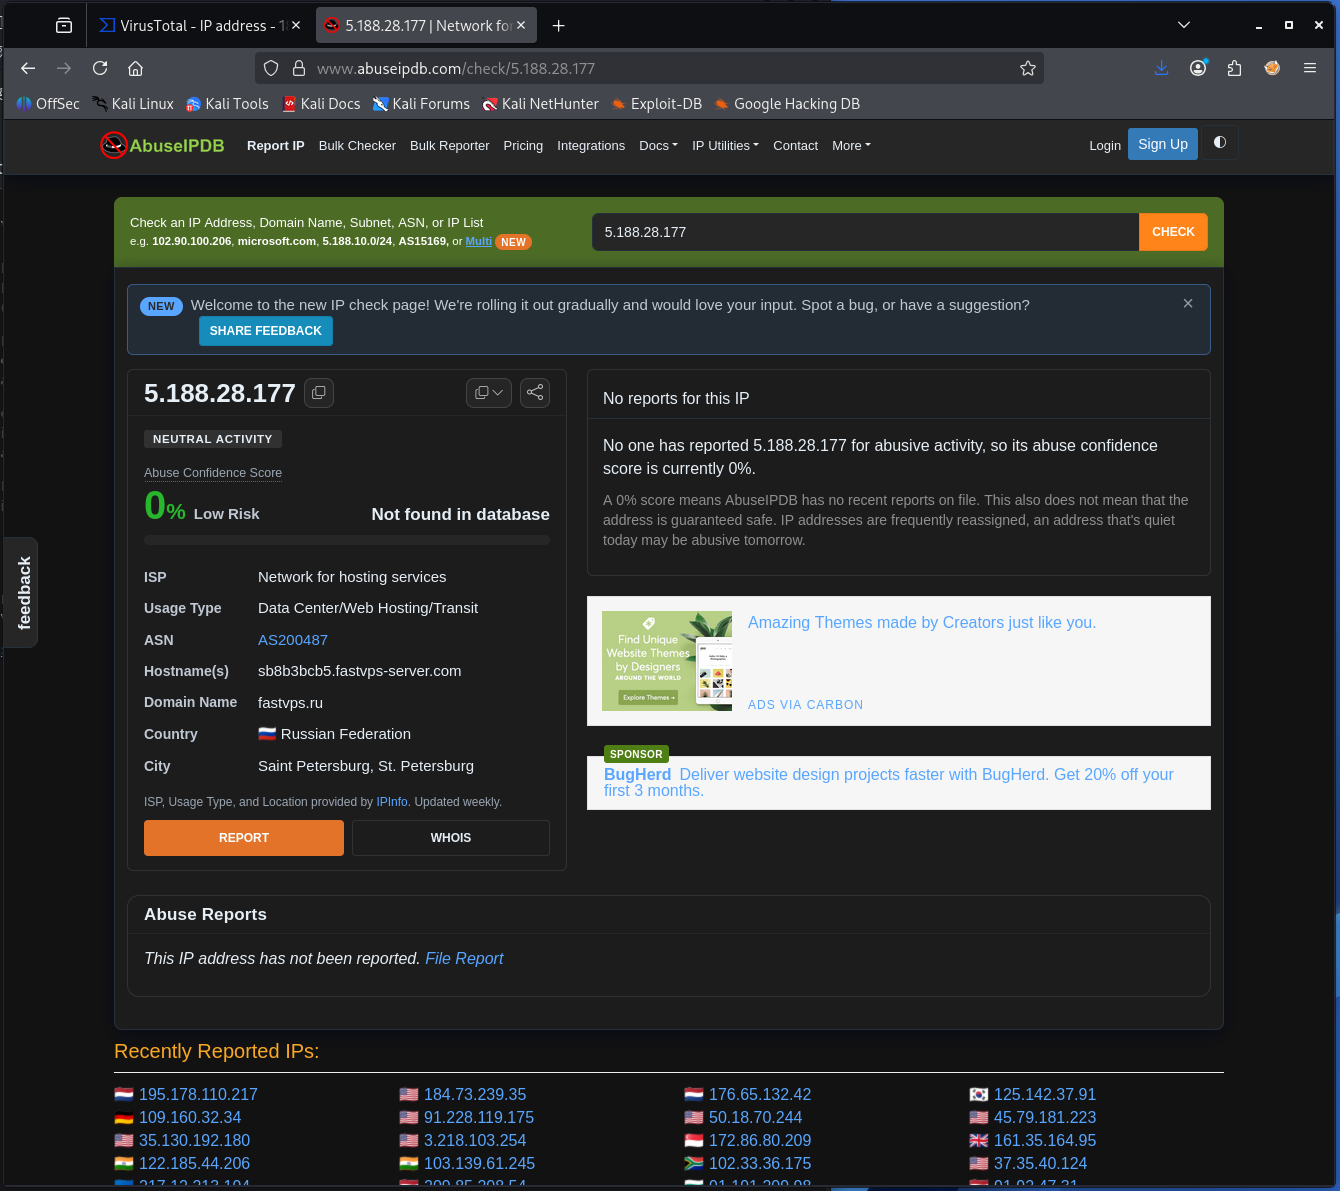 VirusTotal - IP address - 1
5.188.28.177 | Network fo
www.abuseipdb.com/check/5.188.28.177
OffSec Kali Linux Kali Tools Kali Docs Kali Forums Kali NetHunter Exploit-DB Google Hacking DB
AbuseIPDB Report IP Bulk Checker Bulk Reporter Pricing Integrations Docs IP Utilities Contact More Login Sign Up
Check an IP Address, Domain Name, Subnet, ASN, or IP List
e.g. 102.90.100.206, microsoft.com, 5.188.10.0/24, AS15169, or Multi NEW
5.188.28.177 CHECK
NEW Welcome to the new IP check page! We're rolling it out gradually and would love your input. Spot a bug, or have a suggestion?
SHARE FEEDBACK
5.188.28.177
NEUTRAL ACTIVITY
Abuse Confidence Score
0% Low Risk Not found in database
ISP Network for hosting services
Usage Type Data Center/Web Hosting/Transit
ASN AS200487
Hostname(s) sb8b3bcb5.fastvps-server.com
Domain Name fastvps.ru
Country Russian Federation
City Saint Petersburg, St. Petersburg
ISP, Usage Type, and Location provided by IPInfo. Updated weekly.
REPORT WHOIS
feedback
No reports for this IP
No one has reported 5.188.28.177 for abusive activity, so its abuse confidence
score is currently 0%.
A 0% score means AbuseIPDB has no recent reports on file. This also does not mean that the
address is guaranteed safe. IP addresses are frequently reassigned, an address that's quiet
today may be abusive tomorrow.
Find Unique
Website Themes
by Designers
AROUND THE WORLD
Explore Themes
Amazing Themes made by Creators just like you.
ADS VIA CARBON
SPONSOR
BugHerd Deliver website design projects faster with BugHerd. Get 20% off your
first 3 months.
Abuse Reports
This IP address has not been reported. File Report
Recently Reported IPs:
195.178.110.217 184.73.239.35 176.65.132.42 125.142.37.91
109.160.32.34 91.228.119.175 50.18.70.244 45.79.181.223
35.130.192.180 3.218.103.254 172.86.80.209 161.35.164.95
122.185.44.206 103.139.61.245 102.33.36.175 37.35.40.124